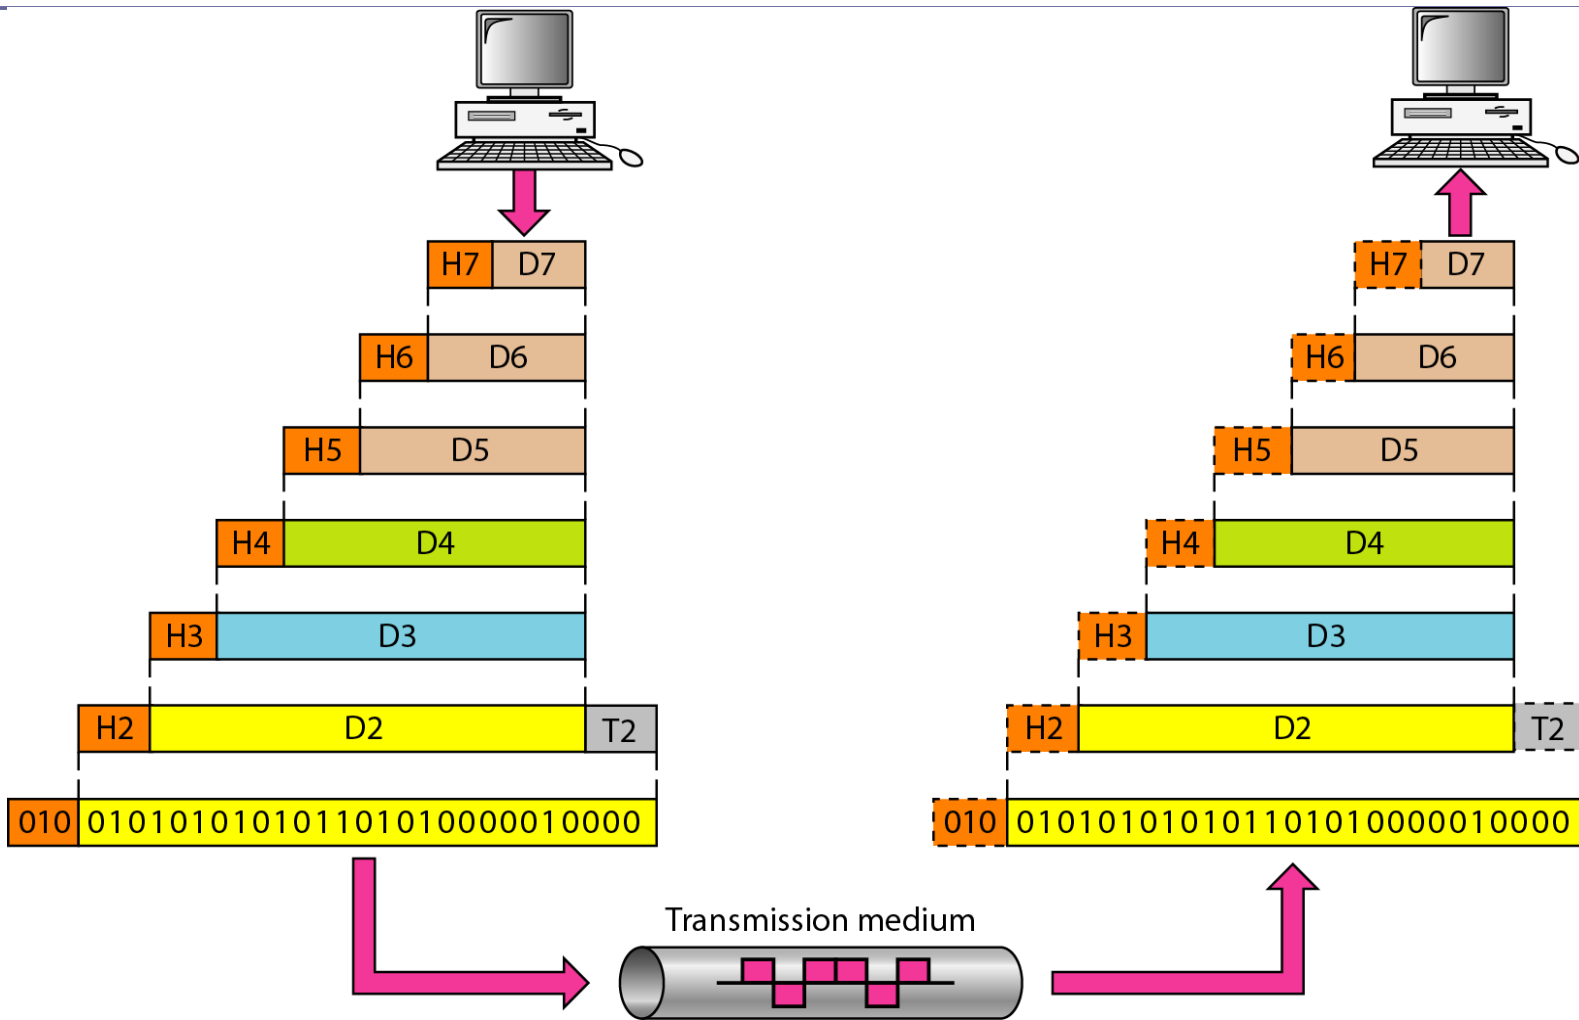 H7 D7 H7 D7
H6 D6 H6 D6
H5 D5 H5 D5
H4 D4 H4 D4
H3 D3 H3 D3
H2 D2 T2 H2 D2 T2
010 010101010101101010000010000 010 010101010101101010000010000
Transmission medium